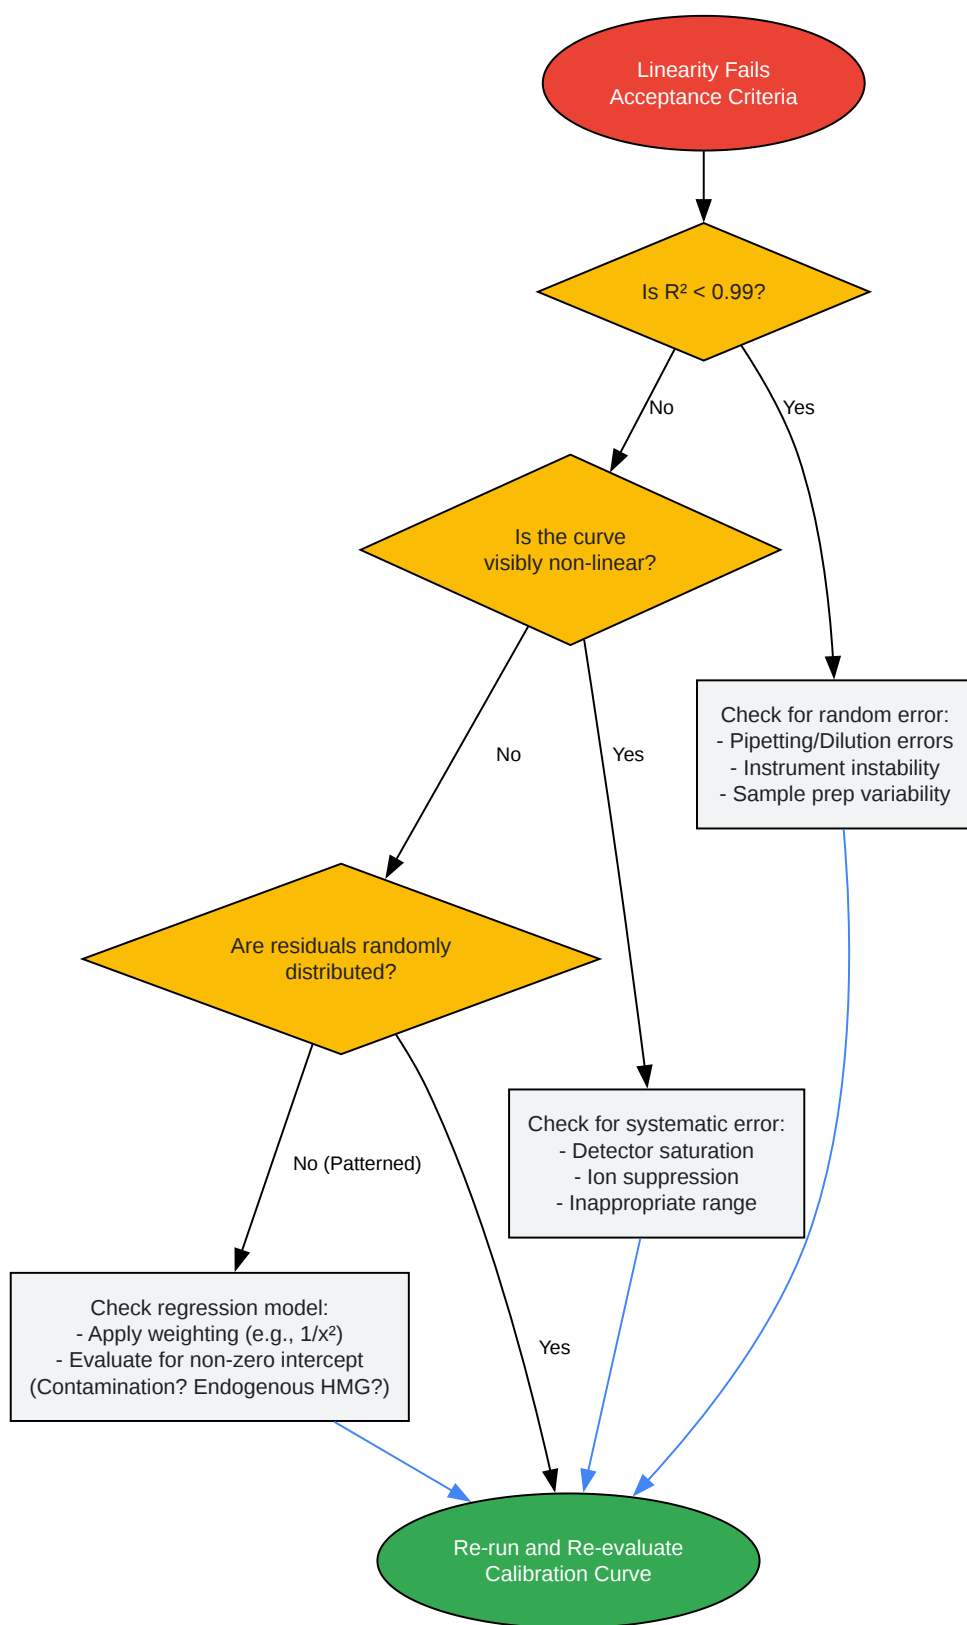 Linearity Fails
Acceptance Criteria
Is R² < 0.99?
No
Yes
Is the curve
visibly non-linear?
Check for random error:
- Pipetting/Dilution errors
- Instrument instability
- Sample prep variability
No
Yes
Are residuals randomly
distributed?
Check for systematic error:
- Detector saturation
- Ion suppression
- Inappropriate range
No (Patterned)
Check regression model:
- Apply weighting (e.g., 1/x²)
- Evaluate for non-zero intercept
(Contamination? Endogenous HMG?)
Yes
Re-run and Re-evaluate
Calibration Curve